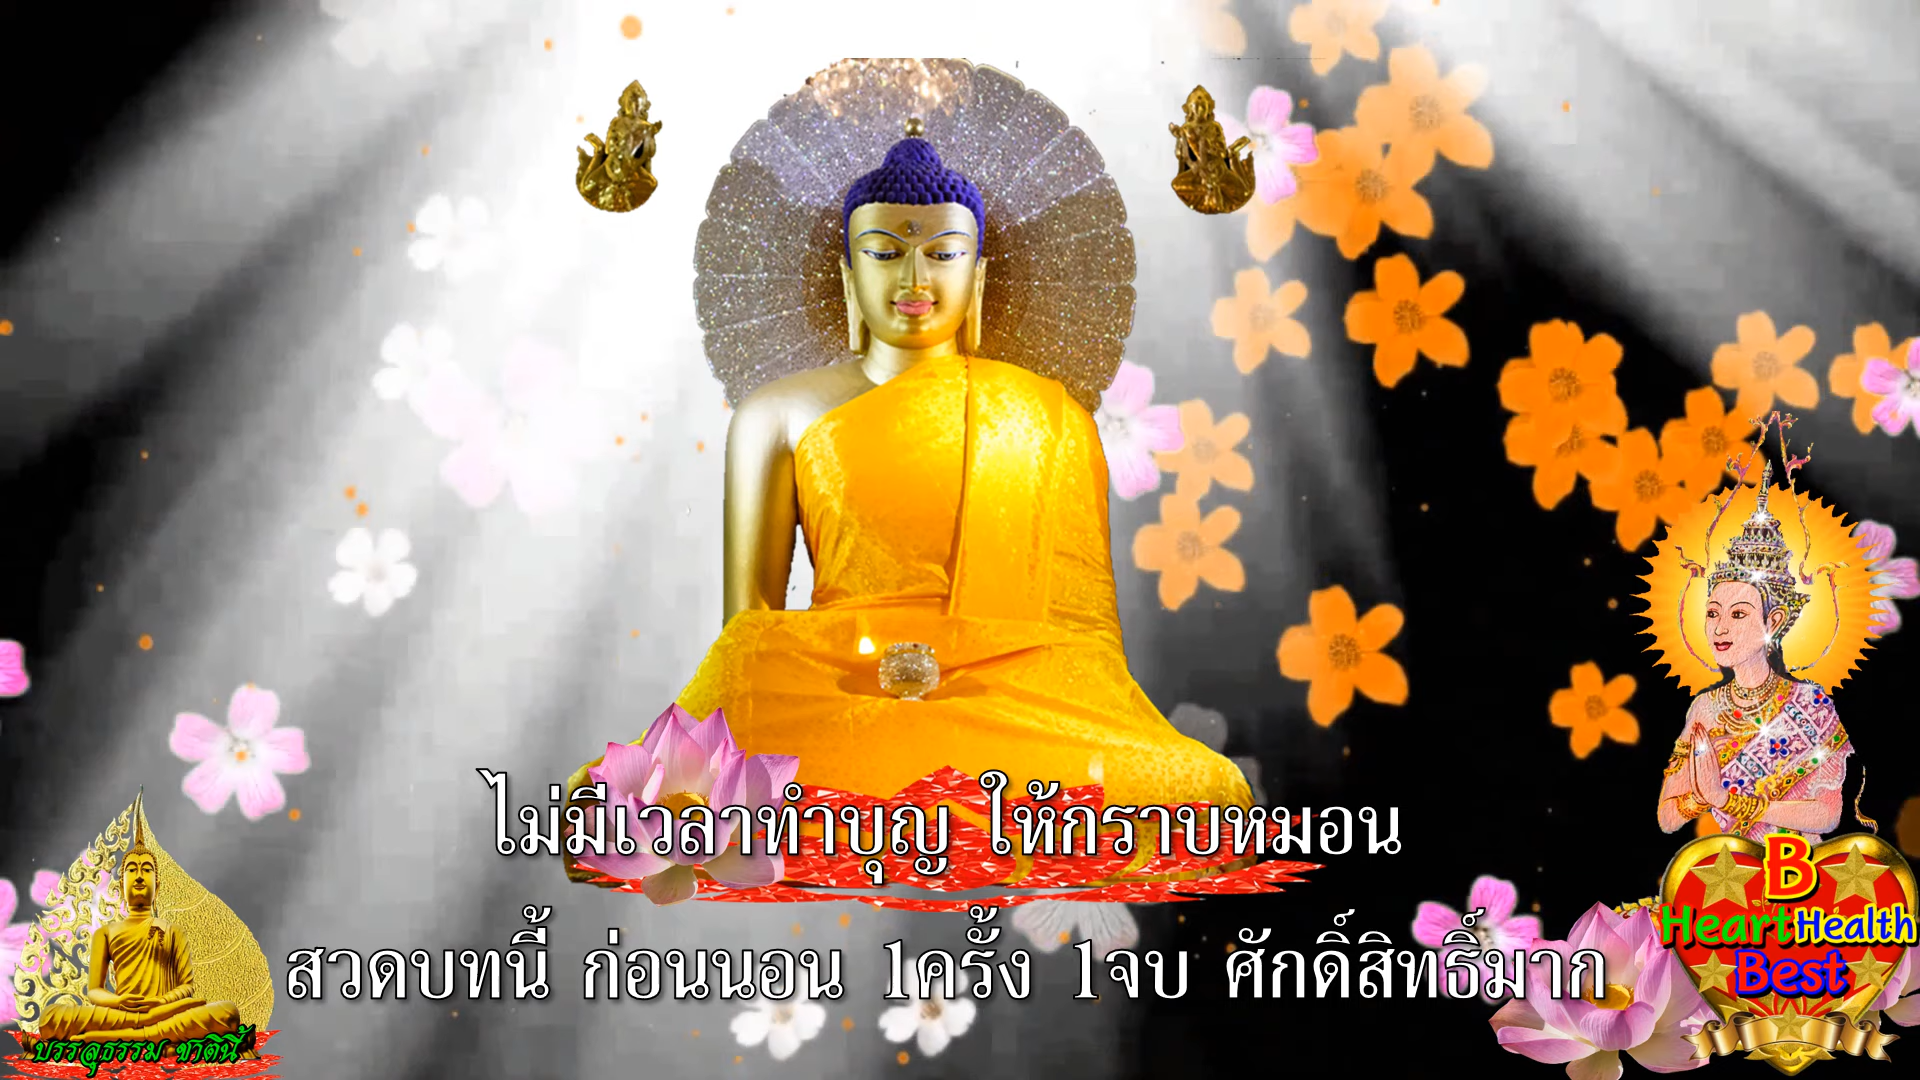 ไม่มีเวลาทำบุญ ให้กราบหมอน
สวดบทนี้ ก่อนนอน 1ครั้ง 1จบ ศักดิ์สิทธิ์มาก
บรรลุธรรม ชาตินี้
B
HeartHealth
Best